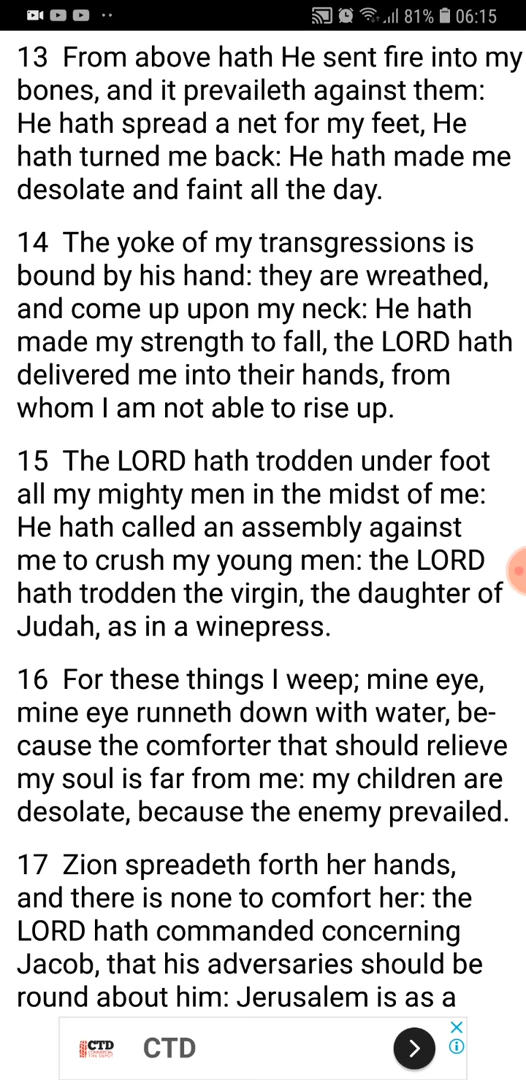 81% 06:15
13 From above hath He sent fire into my
bones, and it prevaileth against them:
He hath spread a net for my feet, He
hath turned me back: He hath made me
desolate and faint all the day.
14 The yoke of my transgressions is
bound by his hand: they are wreathed,
and come up upon my neck: He hath
made my strength to fall, the LORD hath
delivered me into their hands, from
whom I am not able to rise up.
15 The LORD hath trodden under foot
all my mighty men in the midst of me:
He hath called an assembly against
me to crush my young men: the LORD
hath trodden the virgin, the daughter of
Judah, as in a winepress.
16 For these things I weep; mine eye,
mine eye runneth down with water, be-
cause the comforter that should relieve
my soul is far from me: my children are
desolate, because the enemy prevailed.
17 Zion spreadeth forth her hands,
and there is none to comfort her: the
LORD hath commanded concerning
Jacob, that his adversaries should be
round about him: Jerusalem is as a
CTD CTD